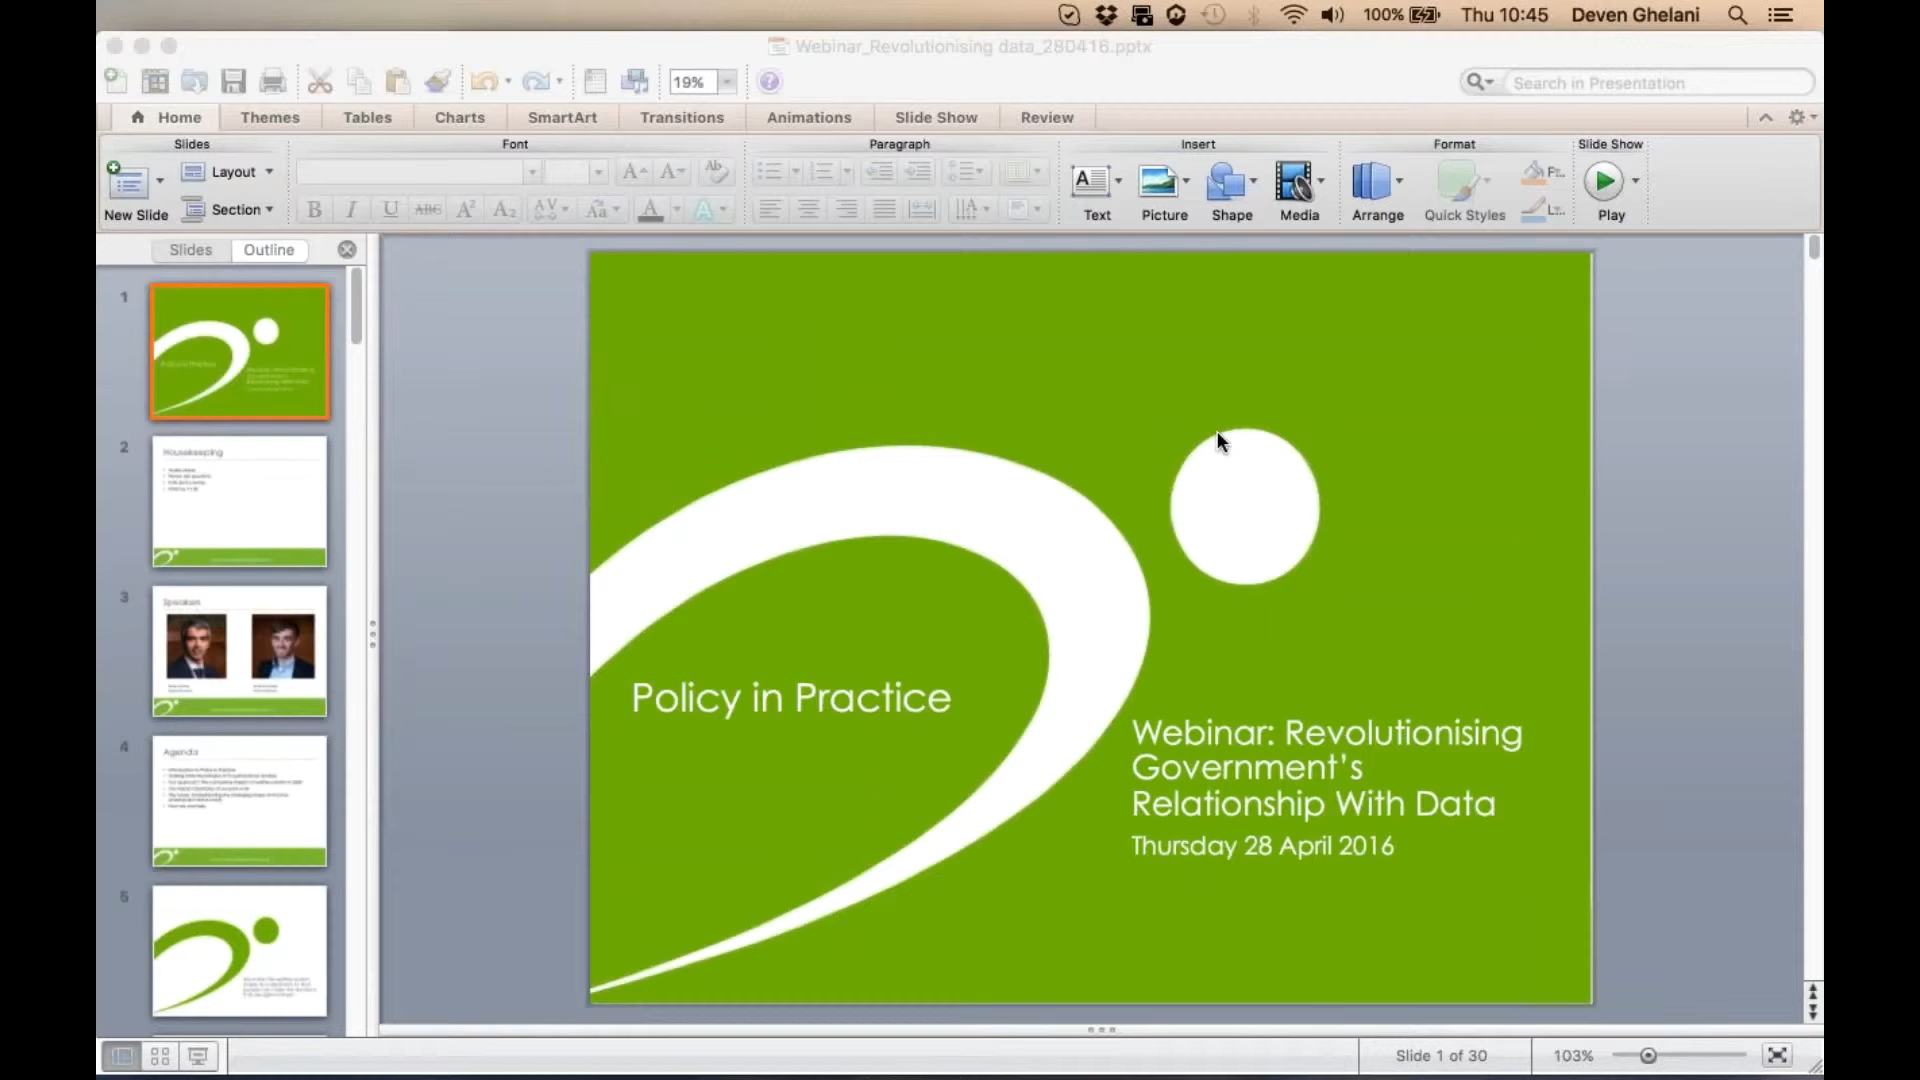 100%
Thu 10:45
Deven Ghelani
Webinar_Revolutionising data_280416.pptx
19%
Search in Presentation
Home
Themes
Tables
Charts
SmartArt
Transitions
Animations
Slide Show
Review
Slides
Font
Paragraph
Insert
Format
Slide Show
Layout
New Slide
Section
Text
Picture
Shape
Media
Arrange
Quick Styles
Play
Slides
Outline
1
2
Housekeeping
3
Speakers
4
Agenda
5
Policy in Practice
Webinar: Revolutionising
Government's
Relationship With Data
Thursday 28 April 2016
Slide 1 of 30
103%